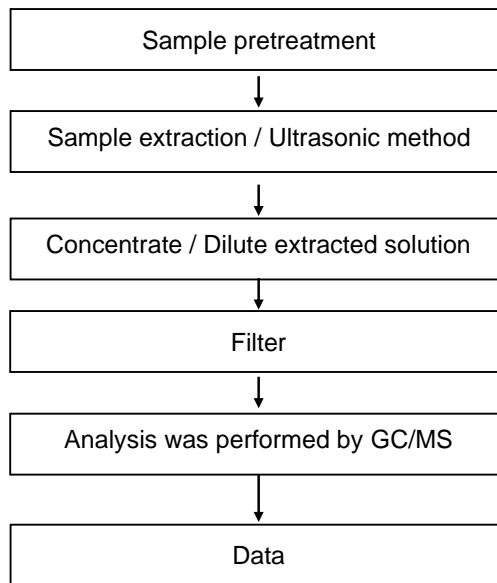 Sample pretreatment
Sample extraction / Ultrasonic method
Concentrate / Dilute extracted solution
Filter
Analysis was performed by GC/MS
Data